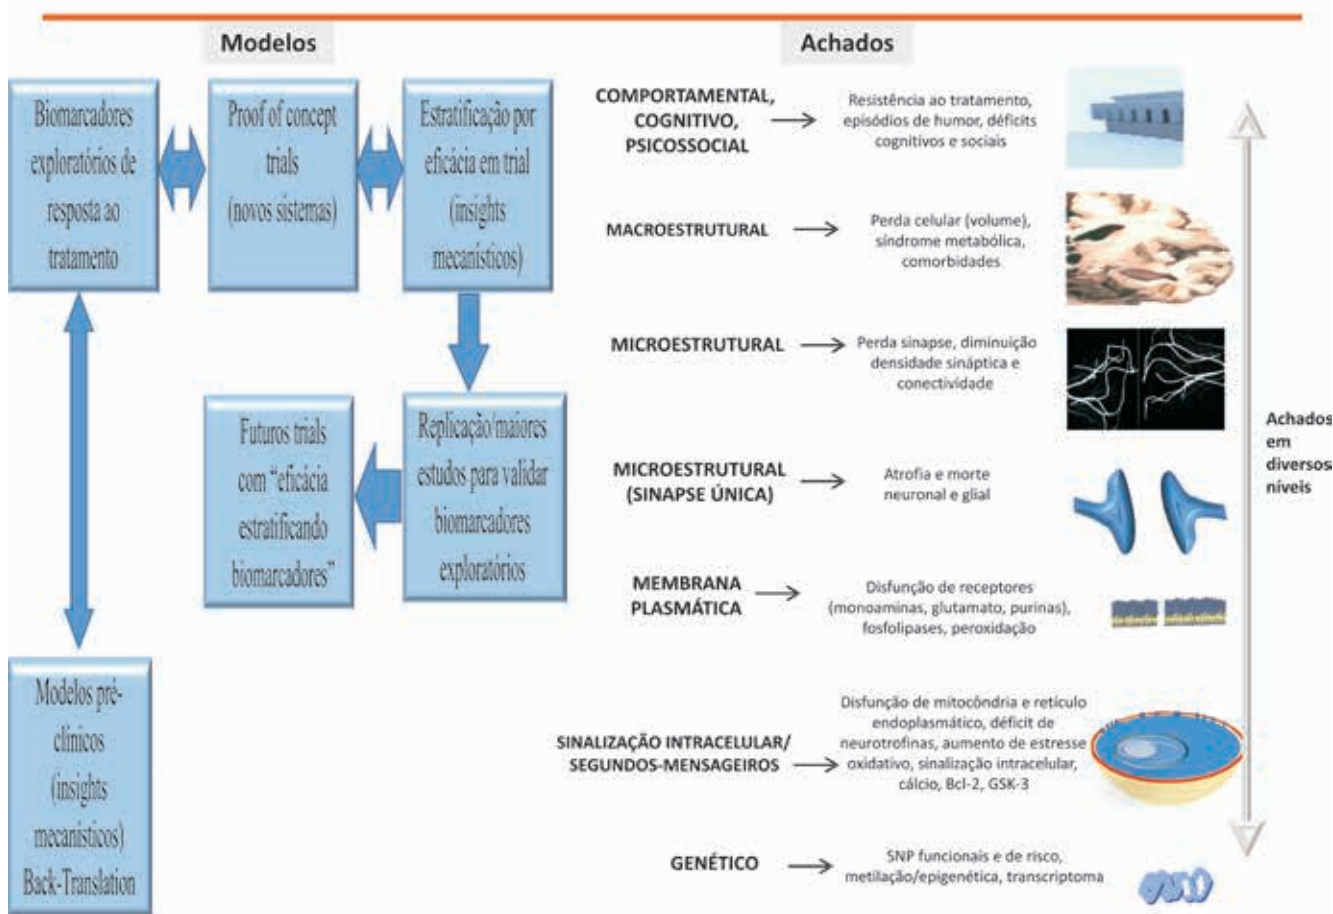 Modelos
Biomarcadores
exploratórios de
resposta ao
tratamento
Proof of concept
trials
(novos sistemas)
Estratificação por
eficácia em trial
(insights
mecanísticos)
Futuros trials
com “eficácia
estratificando
biomarcadores”
Replicação/maiores
estudos para validar
biomarcadores
exploratórios
Modelos pré-
clínicos
(insights
mecanísticos)
Back-Translation
Achados
COMPORTAMENTAL,
COGNITIVO,
PSICOSSOCIAL
Resistência ao tratamento,
episódios de humor, déficits
cognitivos e sociais
MACROESTRUTURAL
Perda celular (volume),
síndrome metabólica,
comorbidades
MICROESTRUTURAL
Perda sinapse, diminuição
densidade sináptica e
conectividade
MICROESTRUTURAL
(SINAPSE ÚNICA)
Atrofia e morte
neuronal e glial
MEMBRANA
PLASMÁTICA
Disfunção de receptores
(monoaminas, glutamato, purinas),
fosfolipases, peroxidação
SINALIZAÇÃO INTRACELULAR/
SEGUNDOS-MENSAGEIROS
Disfunção de mitocôndria e retículo
endoplasmático, déficit de
neurotrofinas, aumento de estresse
oxidativo, sinalização intracelular,
cálcio, Bcl-2, GSK-3
GENÉTICO
SNP funcionais e de risco,
metilação/epigenética, transcriptoma
Achados
em
diversos
níveis